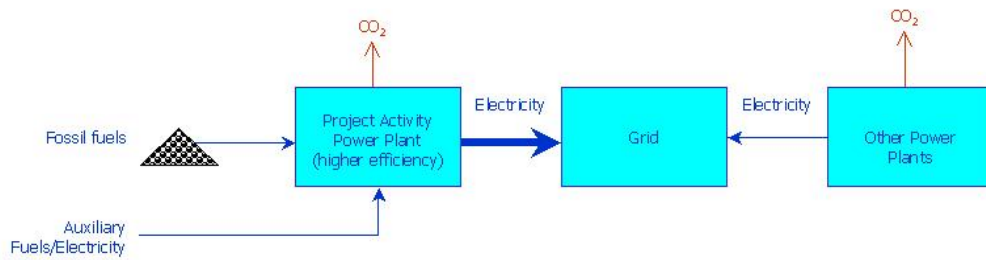 CO₂
CO₂
Fossil fuels
Project Activity
Power Plant
(higher efficiency)
Electricity
Grid
Electricity
Other Power
Plants
Auxiliary
Fuels/Electricity